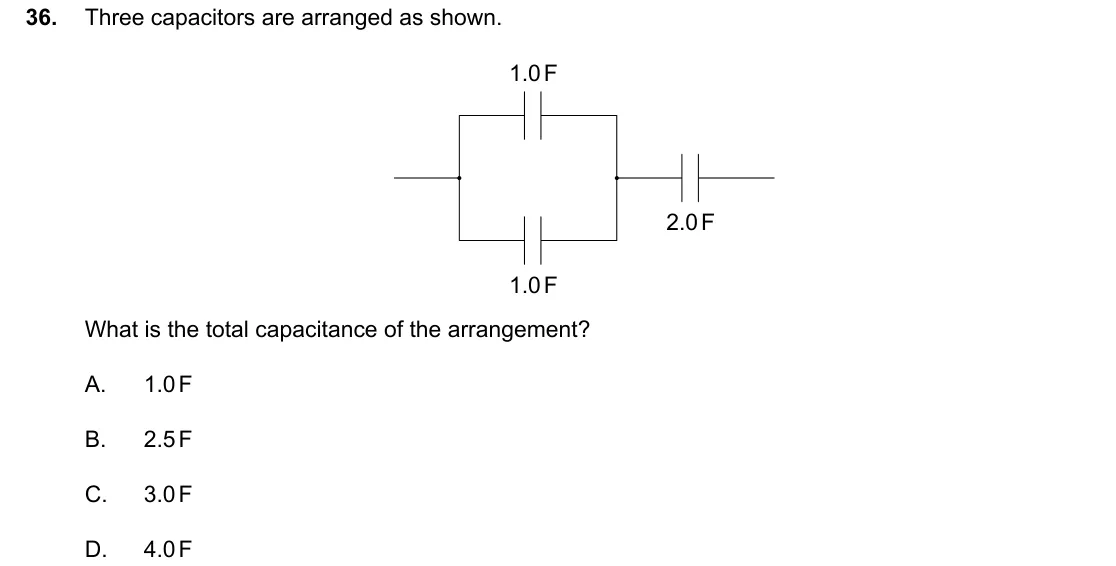 36. Three capacitors are arranged as shown.
1.0 F
2.0 F
1.0 F
What is the total capacitance of the arrangement?
A. 1.0 F
B. 2.5 F
C. 3.0 F
D. 4.0 F